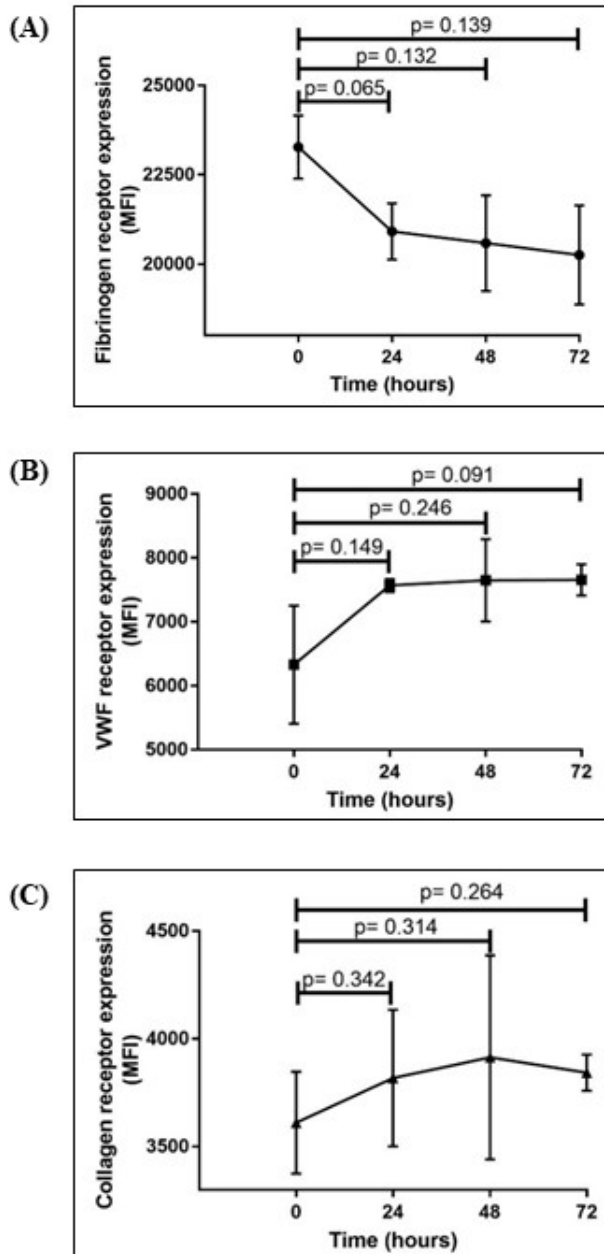 (A)
p= 0.139
p= 0.132
p= 0.065
25000
22500
20000
Fibrinogen receptor expression
(MFI)
0 24 48 72
Time (hours)
(B)
p= 0.091
p= 0.246
p= 0.149
9000
8000
7000
6000
5000
VWF receptor expression
(MFI)
0 24 48 72
Time (hours)
(C)
p= 0.264
p= 0.314
p= 0.342
4500
4000
3500
Collagen receptor expression
(MFI)
0 24 48 72
Time (hours)